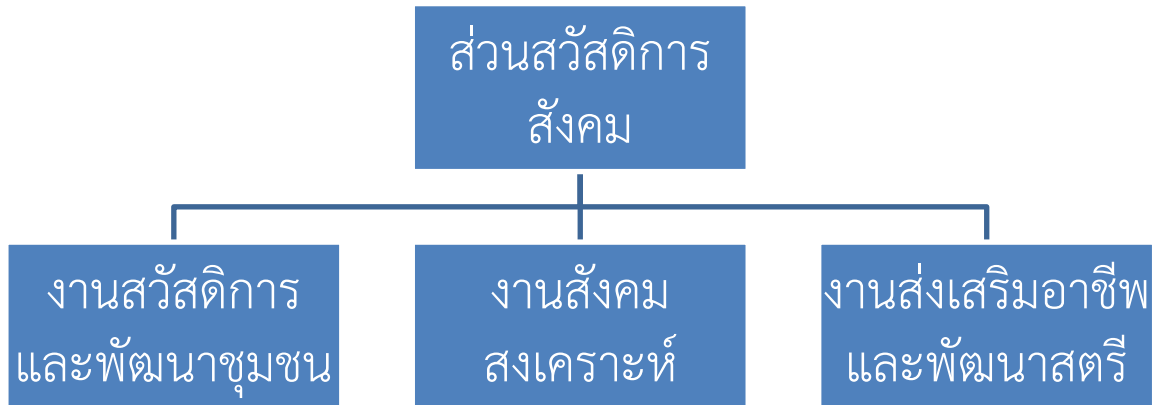 ส่วนสวัสดิการ
สังคม
งานสวัสดิการ
และพัฒนาชุมชน
งานสังคม
สงเคราะห์
งานส่งเสริมอาชีพ
และพัฒนาสตรี